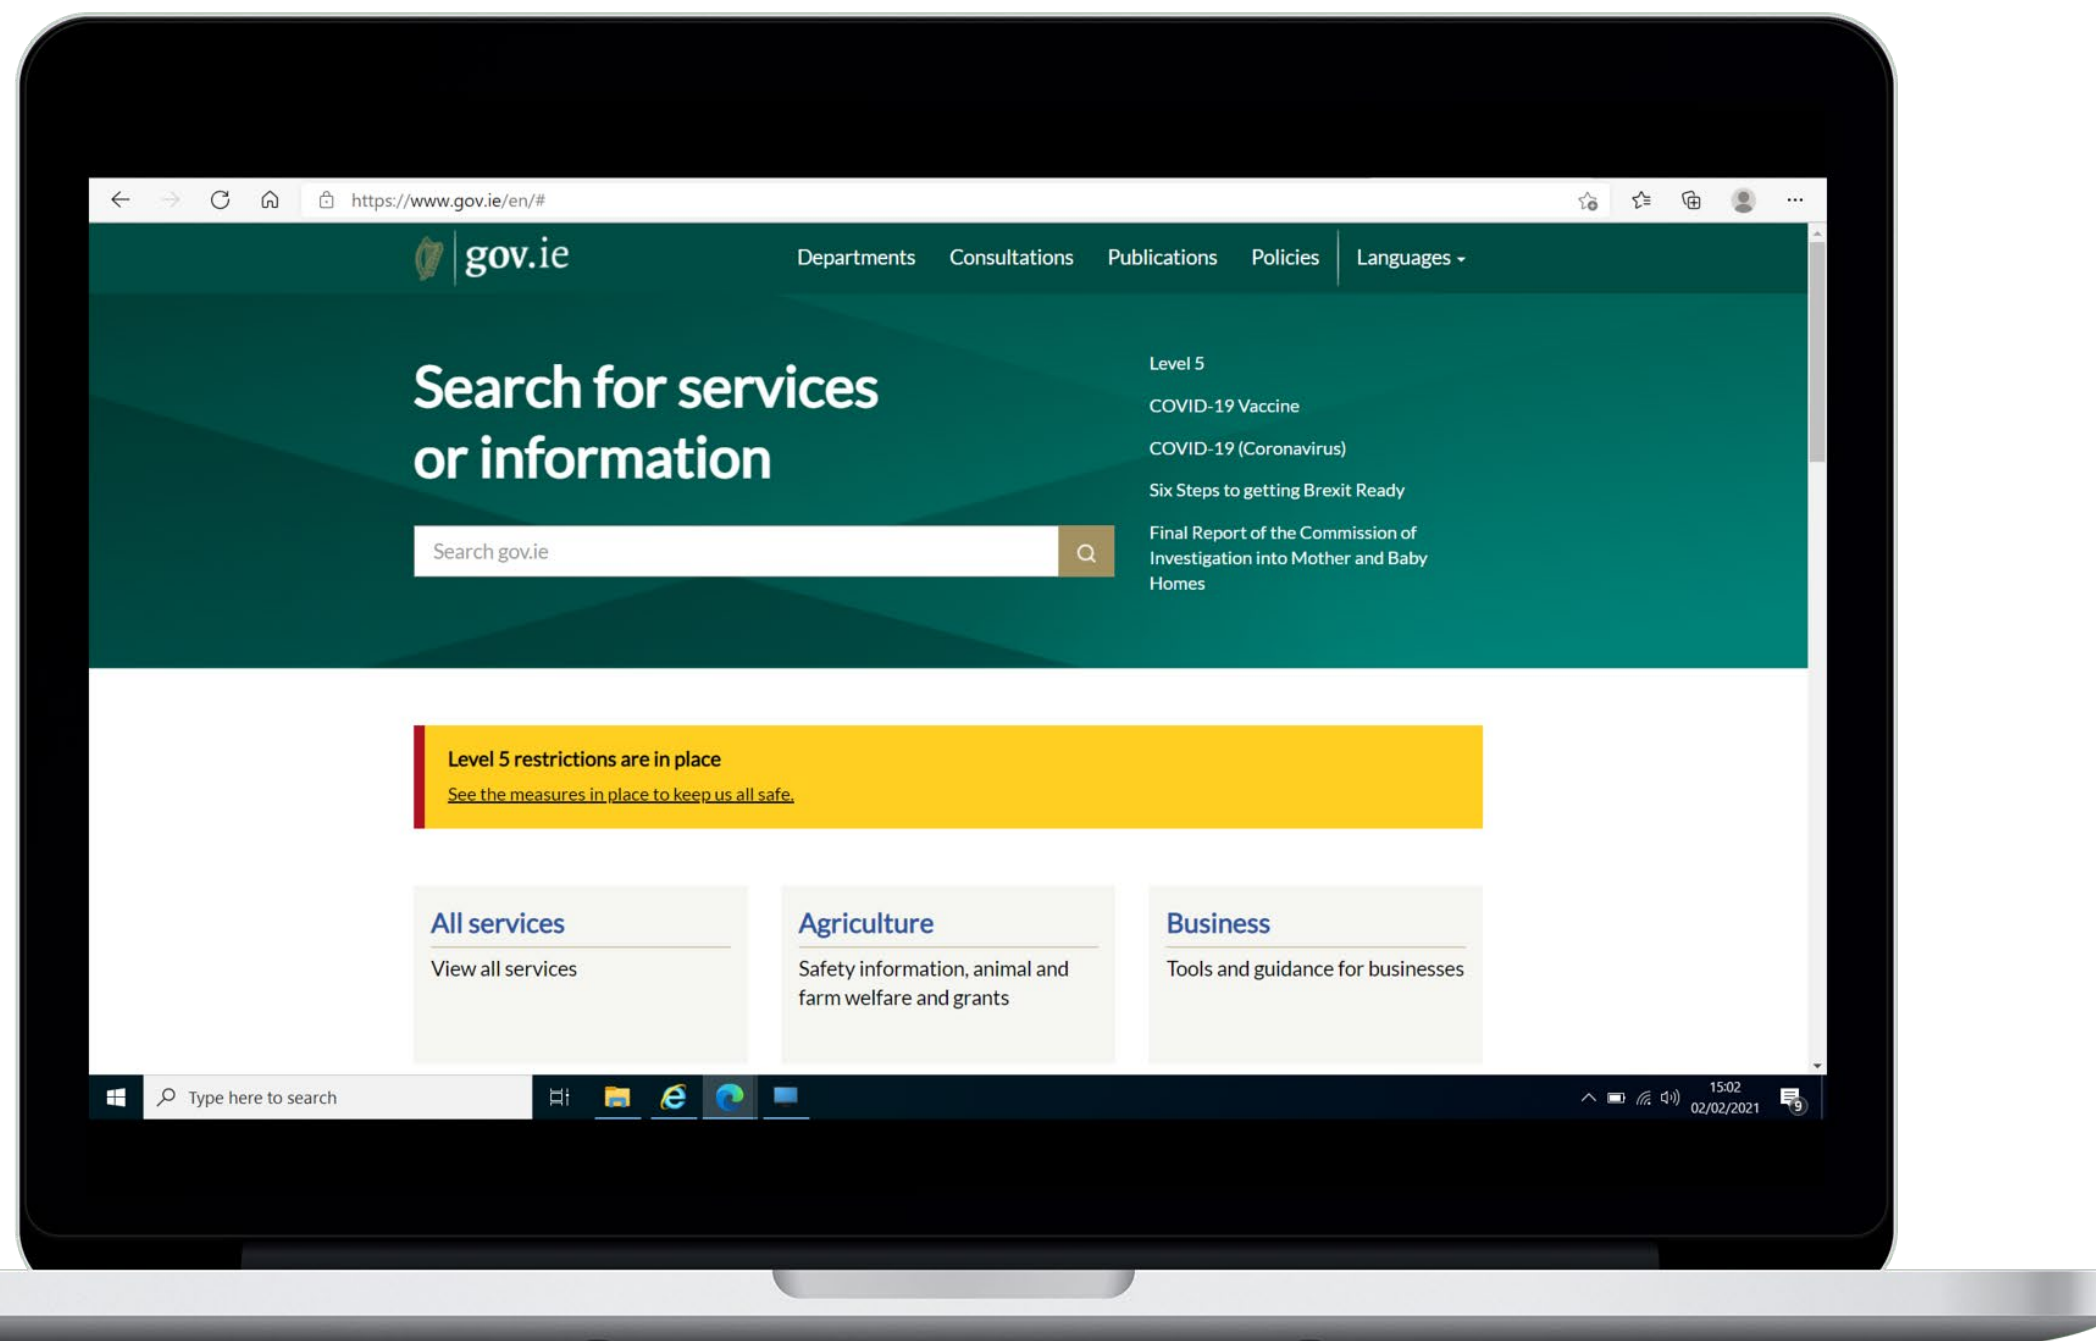 https://www.gov.ie/en/#
gov.ie
Departments Consultations Publications Policies Languages
Search for services
or information
Search gov.ie
Level 5
COVID-19 Vaccine
COVID-19 (Coronavirus)
Six Steps to getting Brexit Ready
Final Report of the Commission of
Investigation into Mother and Baby
Homes
Level 5 restrictions are in place
See the measures in place to keep us all safe.
All services
View all services
Agriculture
Safety information, animal and
farm welfare and grants
Business
Tools and guidance for businesses
Type here to search
15:02
02/02/2021
9